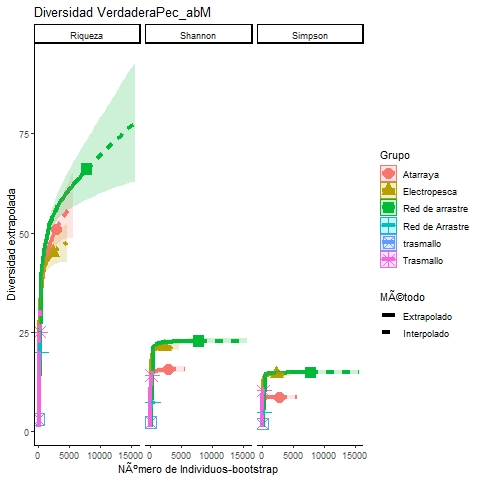 Diversidad VerdaderaPec_abM
Riqueza
Shannon
Simpson
Diversidad extrapolada
75
50
25
0
0 5000 10000 15000
0 5000 10000 15000
0 5000 10000 15000
NÃºmero de Individuos-bootstrap
Grupo
Atarraya
Electropesca
Red de arrastre
Red de Arrastre
trasmallo
Trasmallo
MÃ©todo
Extrapolado
Interpolado